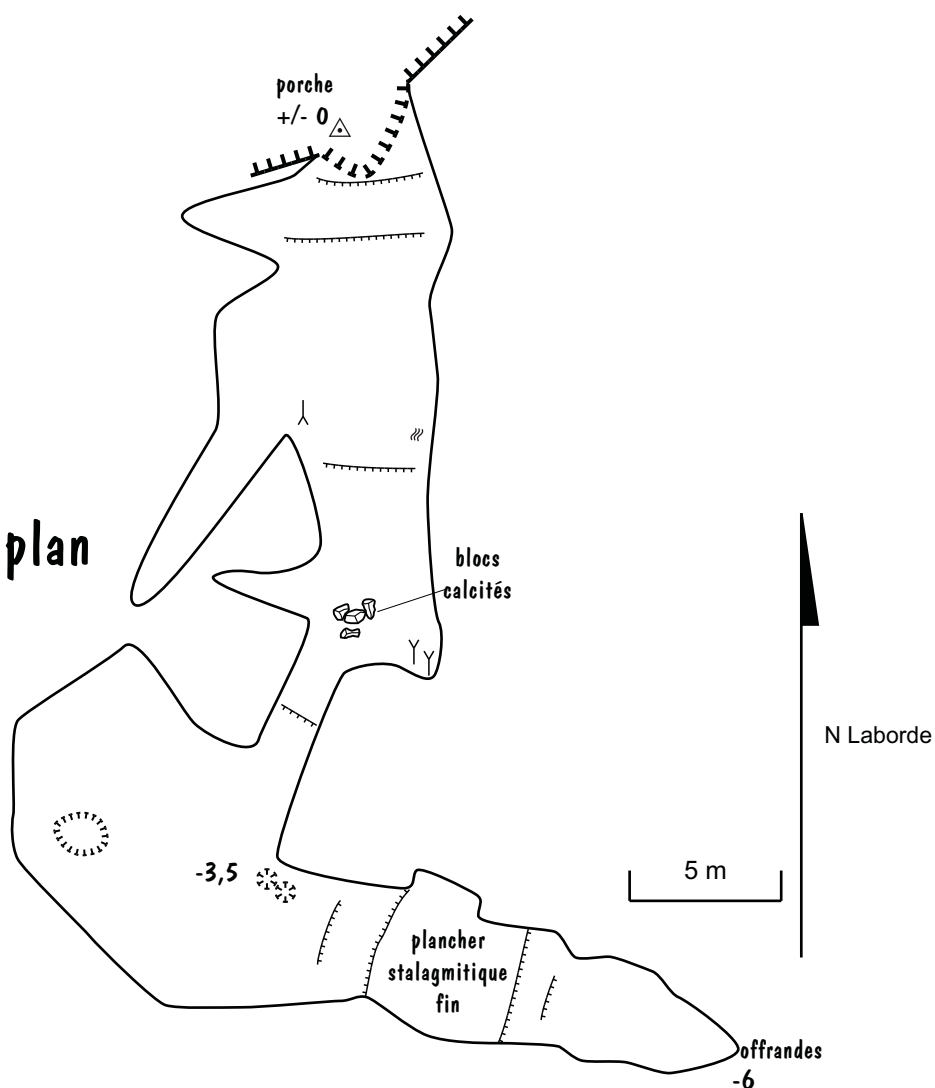 porche
+/- 0
plan
blocs
calcités
N Laborde
5 m
-3,5
plancher
stalagmitique
fin
offrandes
-6